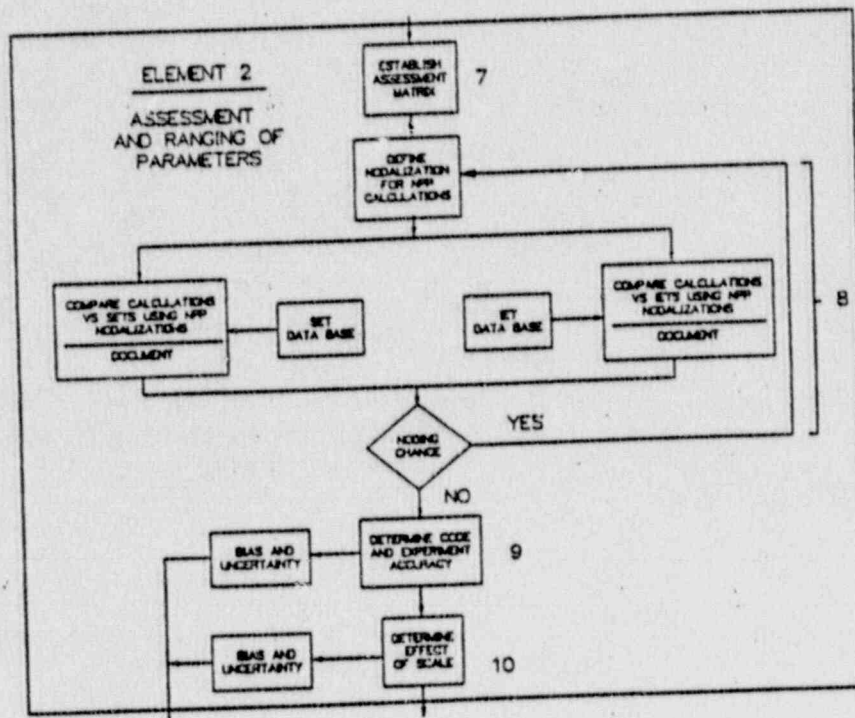 ELEMENT 2
ASSESSMENT
AND RANGING OF
PARAMETERS
ESTABLISH
ASSESSMENT
MATRIX
7
DEFINE
NODALIZATION
FOR NPP
CALCULATIONS
COMPARE CALCULATIONS
VS SETS USING NPP
NODALIZATIONS
DOCUMENT
SET
DATA BASE
IET
DATA BASE
COMPARE CALCULATIONS
VS IETS USING NPP
NODALIZATIONS
DOCUMENT
8
NODING
CHANGE
YES
NO
BIAS AND
UNCERTAINTY
DETERMINE CODE
AND EXPERIMENT
ACCURACY
9
BIAS AND
UNCERTAINTY
DETERMINE
EFFECT
OF SCALE
10